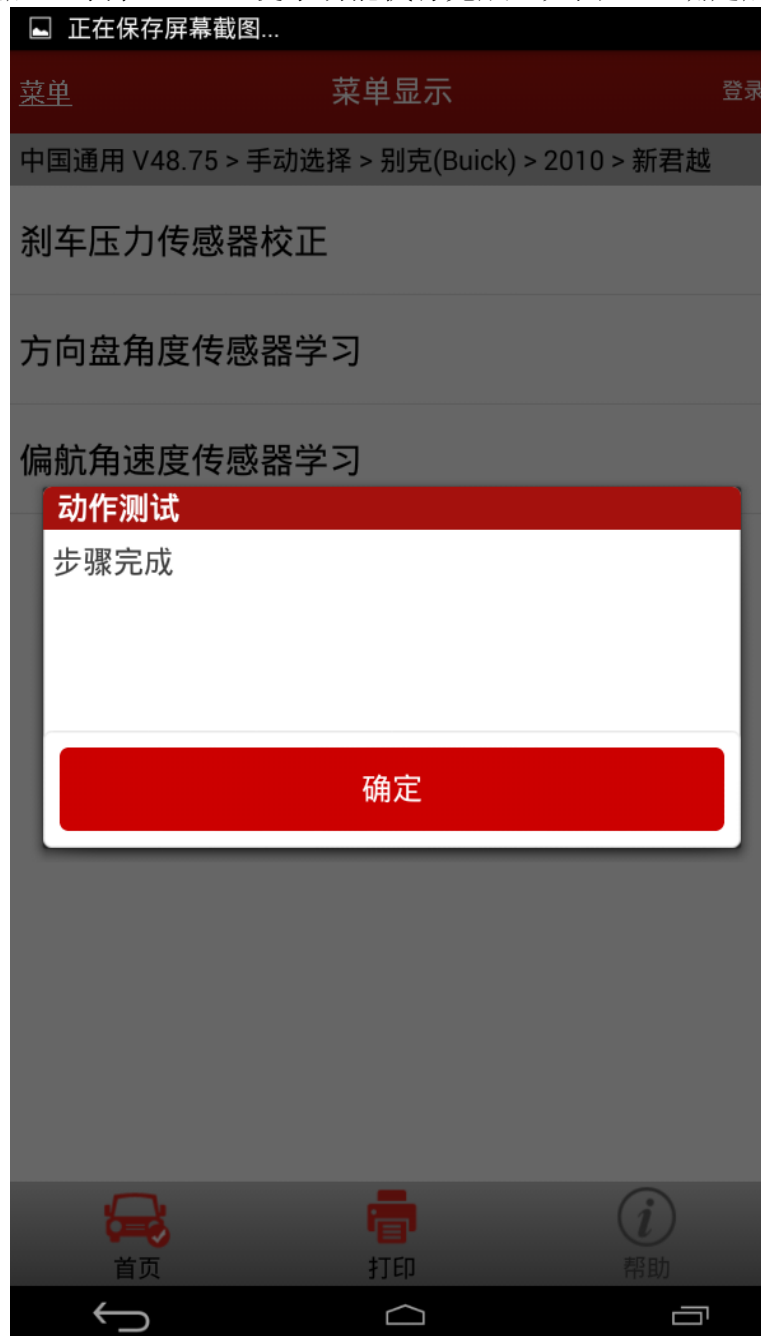 正在保存屏幕截图...
菜单 菜单显示 登录
中国通用 V48.75 > 手动选择 > 别克(Buick) > 2010 > 新君越
刹车压力传感器校正
方向盘角度传感器学习
偏航角速度传感器学习
动作测试
步骤完成
确定
i
首页 打印 帮助